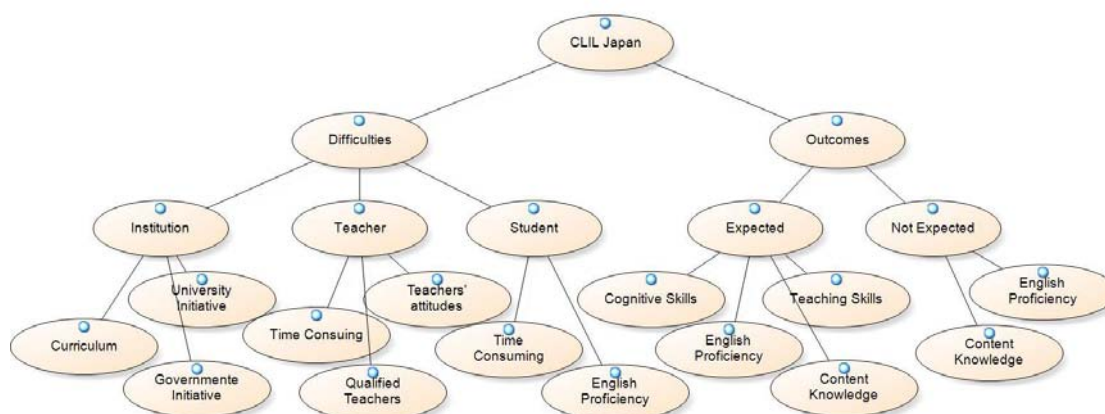 CLIL Japan
Difficulties
Outcomes
Institution
Teacher
Student
Expected
Not Expected
University
Initiative
Teachers'
attitudes
Cognitive Skills
Teaching Skills
English
Proficiency
Curriculum
Time Consuing
Time
Consuming
English
Proficiency
Content
Knowledge
Governmente
Initiative
Qualified
Teachers
English
Proficiency
Content
Knowledge